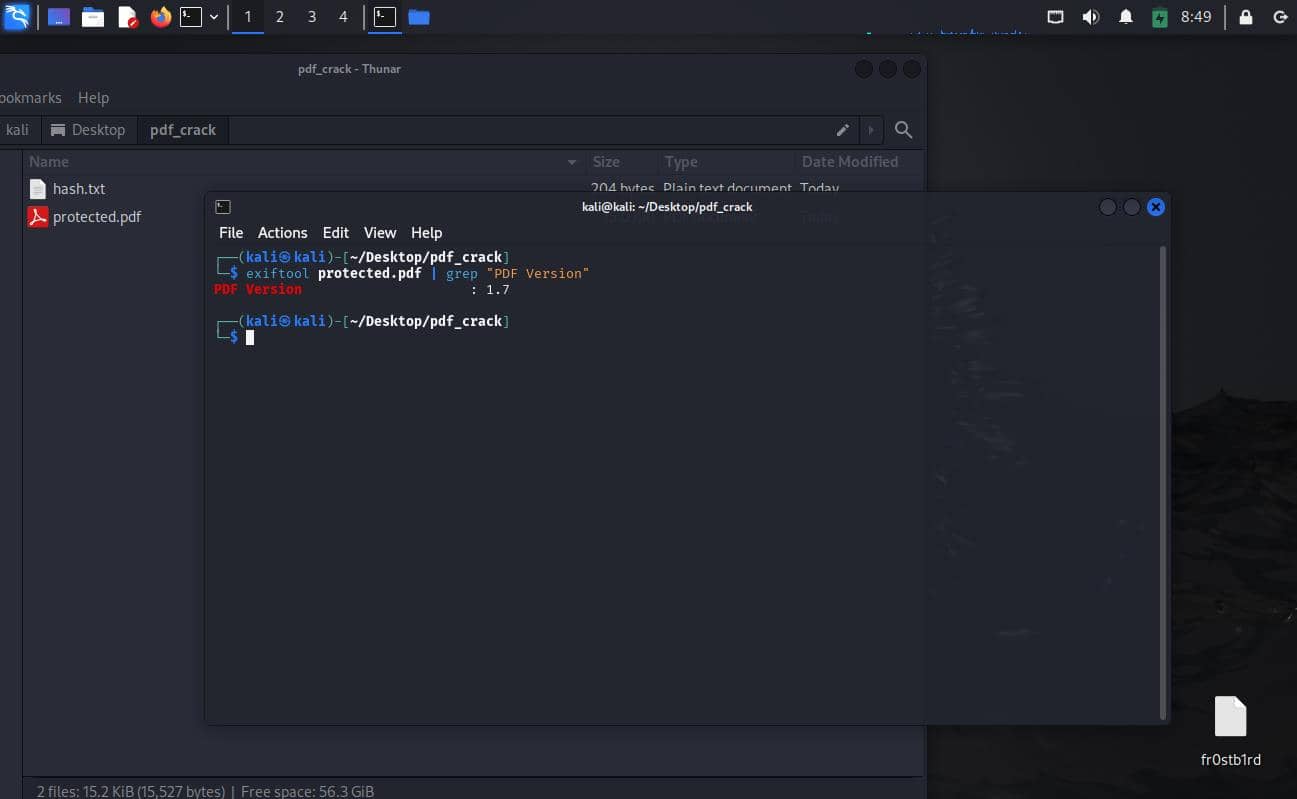 1 2 3 4
8:49
pdf_crack - Thunar
ookmarks Help
kali Desktop pdf_crack
Name Size Type Date Modified
hash.txt 204 bytes Plain text document Today
protected.pdf
kali@kali: ~/Desktop/pdf_crack
File Actions Edit View Help
┌──(kali㉿kali)-[~/Desktop/pdf_crack]
└─$ exiftool protected.pdf | grep "PDF Version"
PDF Version : 1.7
┌──(kali㉿kali)-[~/Desktop/pdf_crack]
└─$
fr0stb1rd
2 files: 15.2 KiB (15,527 bytes) | Free space: 56.3 GiB